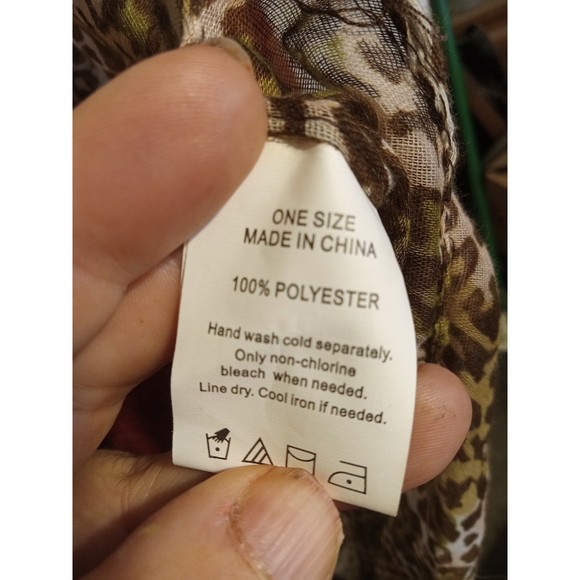 ONE SIZE
MADE IN CHINA
100% POLYESTER
Hand wash cold separately.
Only non-chlorine
bleach when needed.
Line dry. Cool iron if needed.